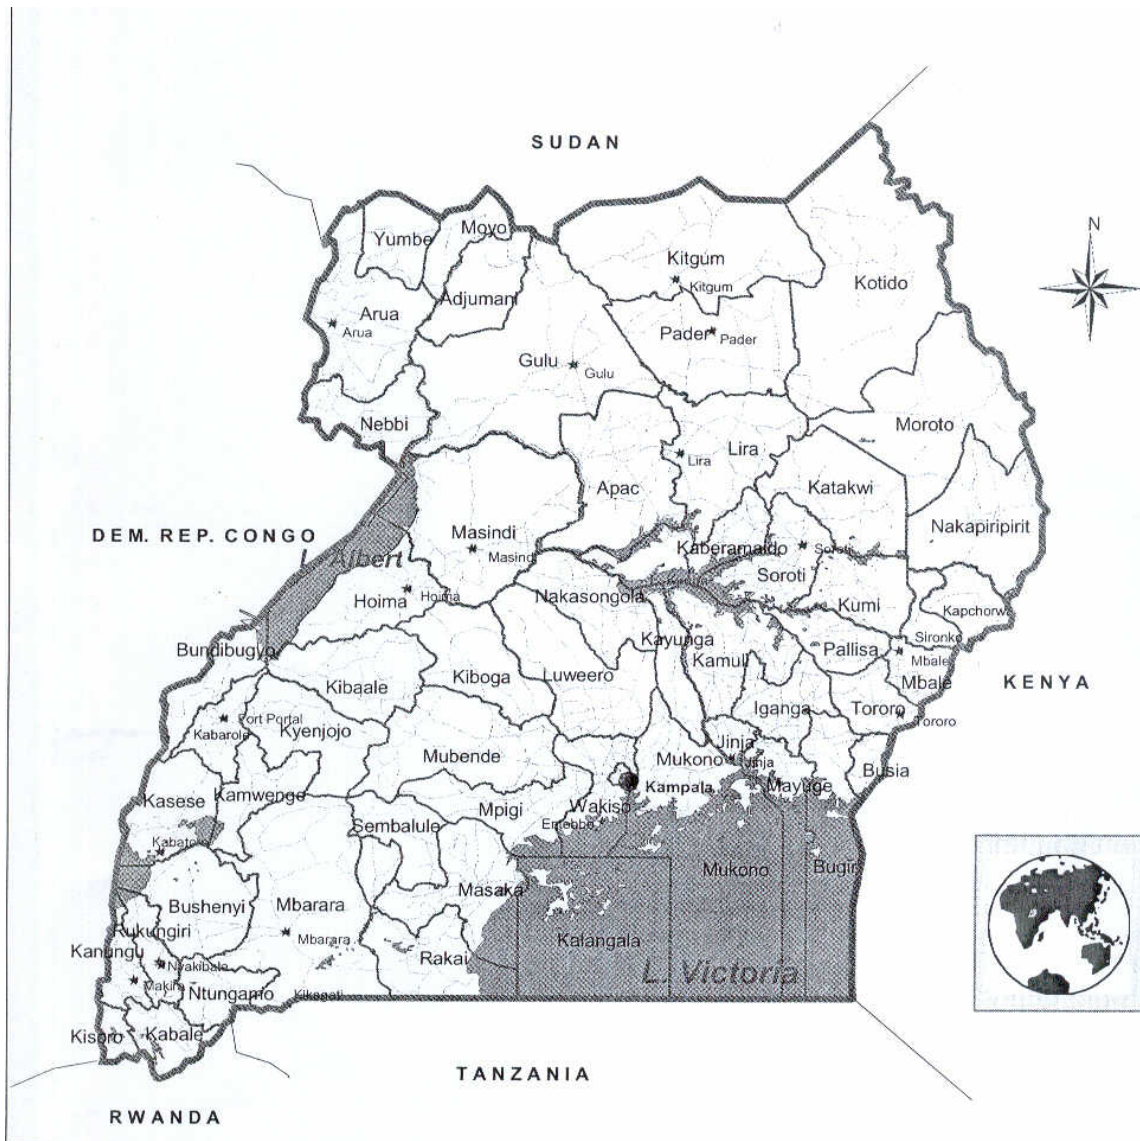 SUDAN
N
Yumbe
Moyo
Kitgum
Kitgum
Kotido
Adjumani
Arua
Arua
Pader
Pader
Gulu
Gulu
Nebbi
Moroto
Lira
Lira
Apac
Katakwi
Nakapiripirit
Masindi
Masindi
DEM. REP. CONGO
Albert
Kaberamaido
Soroti
Soroti
Hoima
Hoima
Nakasongola
Kumi
Kapchorwa
Kayunga
Sironko
Bundibugyo
Kamuli
Pallisa
Mbale
Mbale
Kibaale
Kiboga
Luweero
KENYA
Iganga
Tororo
Tororo
Fort Portal
Kabarole
Kyenjojo
Jinja
Jinja
Mubende
Mukono
Busia
Kasese
Kamwenge
Kampala
Mayuge
Mpigi
Wakiso
Entebbe
Sembalule
Mukono
Bugiri
Masaka
Bushenyi
Mbarara
Mbarara
Rukungiri
Kalangala
Kanungu
Rakai
Nyakibale
L. Victoria
Makiro
Ntungamo
Kikagati
Kisoro
Kabale
TANZANIA
RWANDA